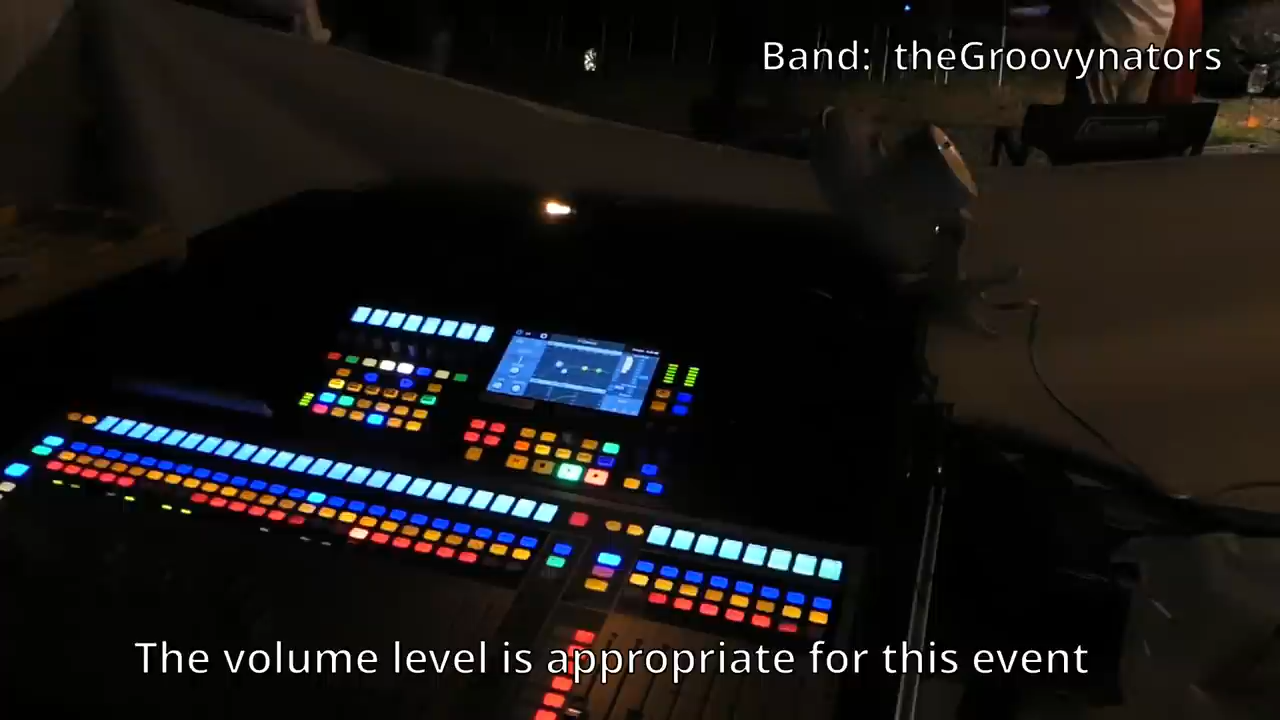 Band: theGroovynators
The volume level is appropriate for this event